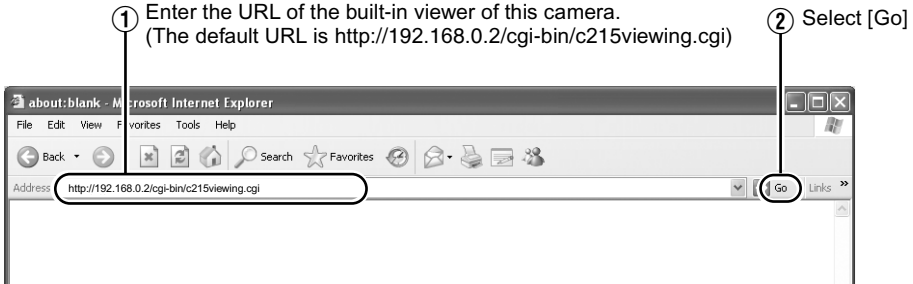 ① Enter the URL of the built-in viewer of this camera.
(The default URL is http://192.168.0.2/cgi-bin/c215viewing.cgi)
② Select [Go]
about:blank - Microsoft Internet Explorer
File Edit View Favorites Tools Help
Back Search Favorites
Address http://192.168.0.2/cgi-bin/c215viewing.cgi Go Links »